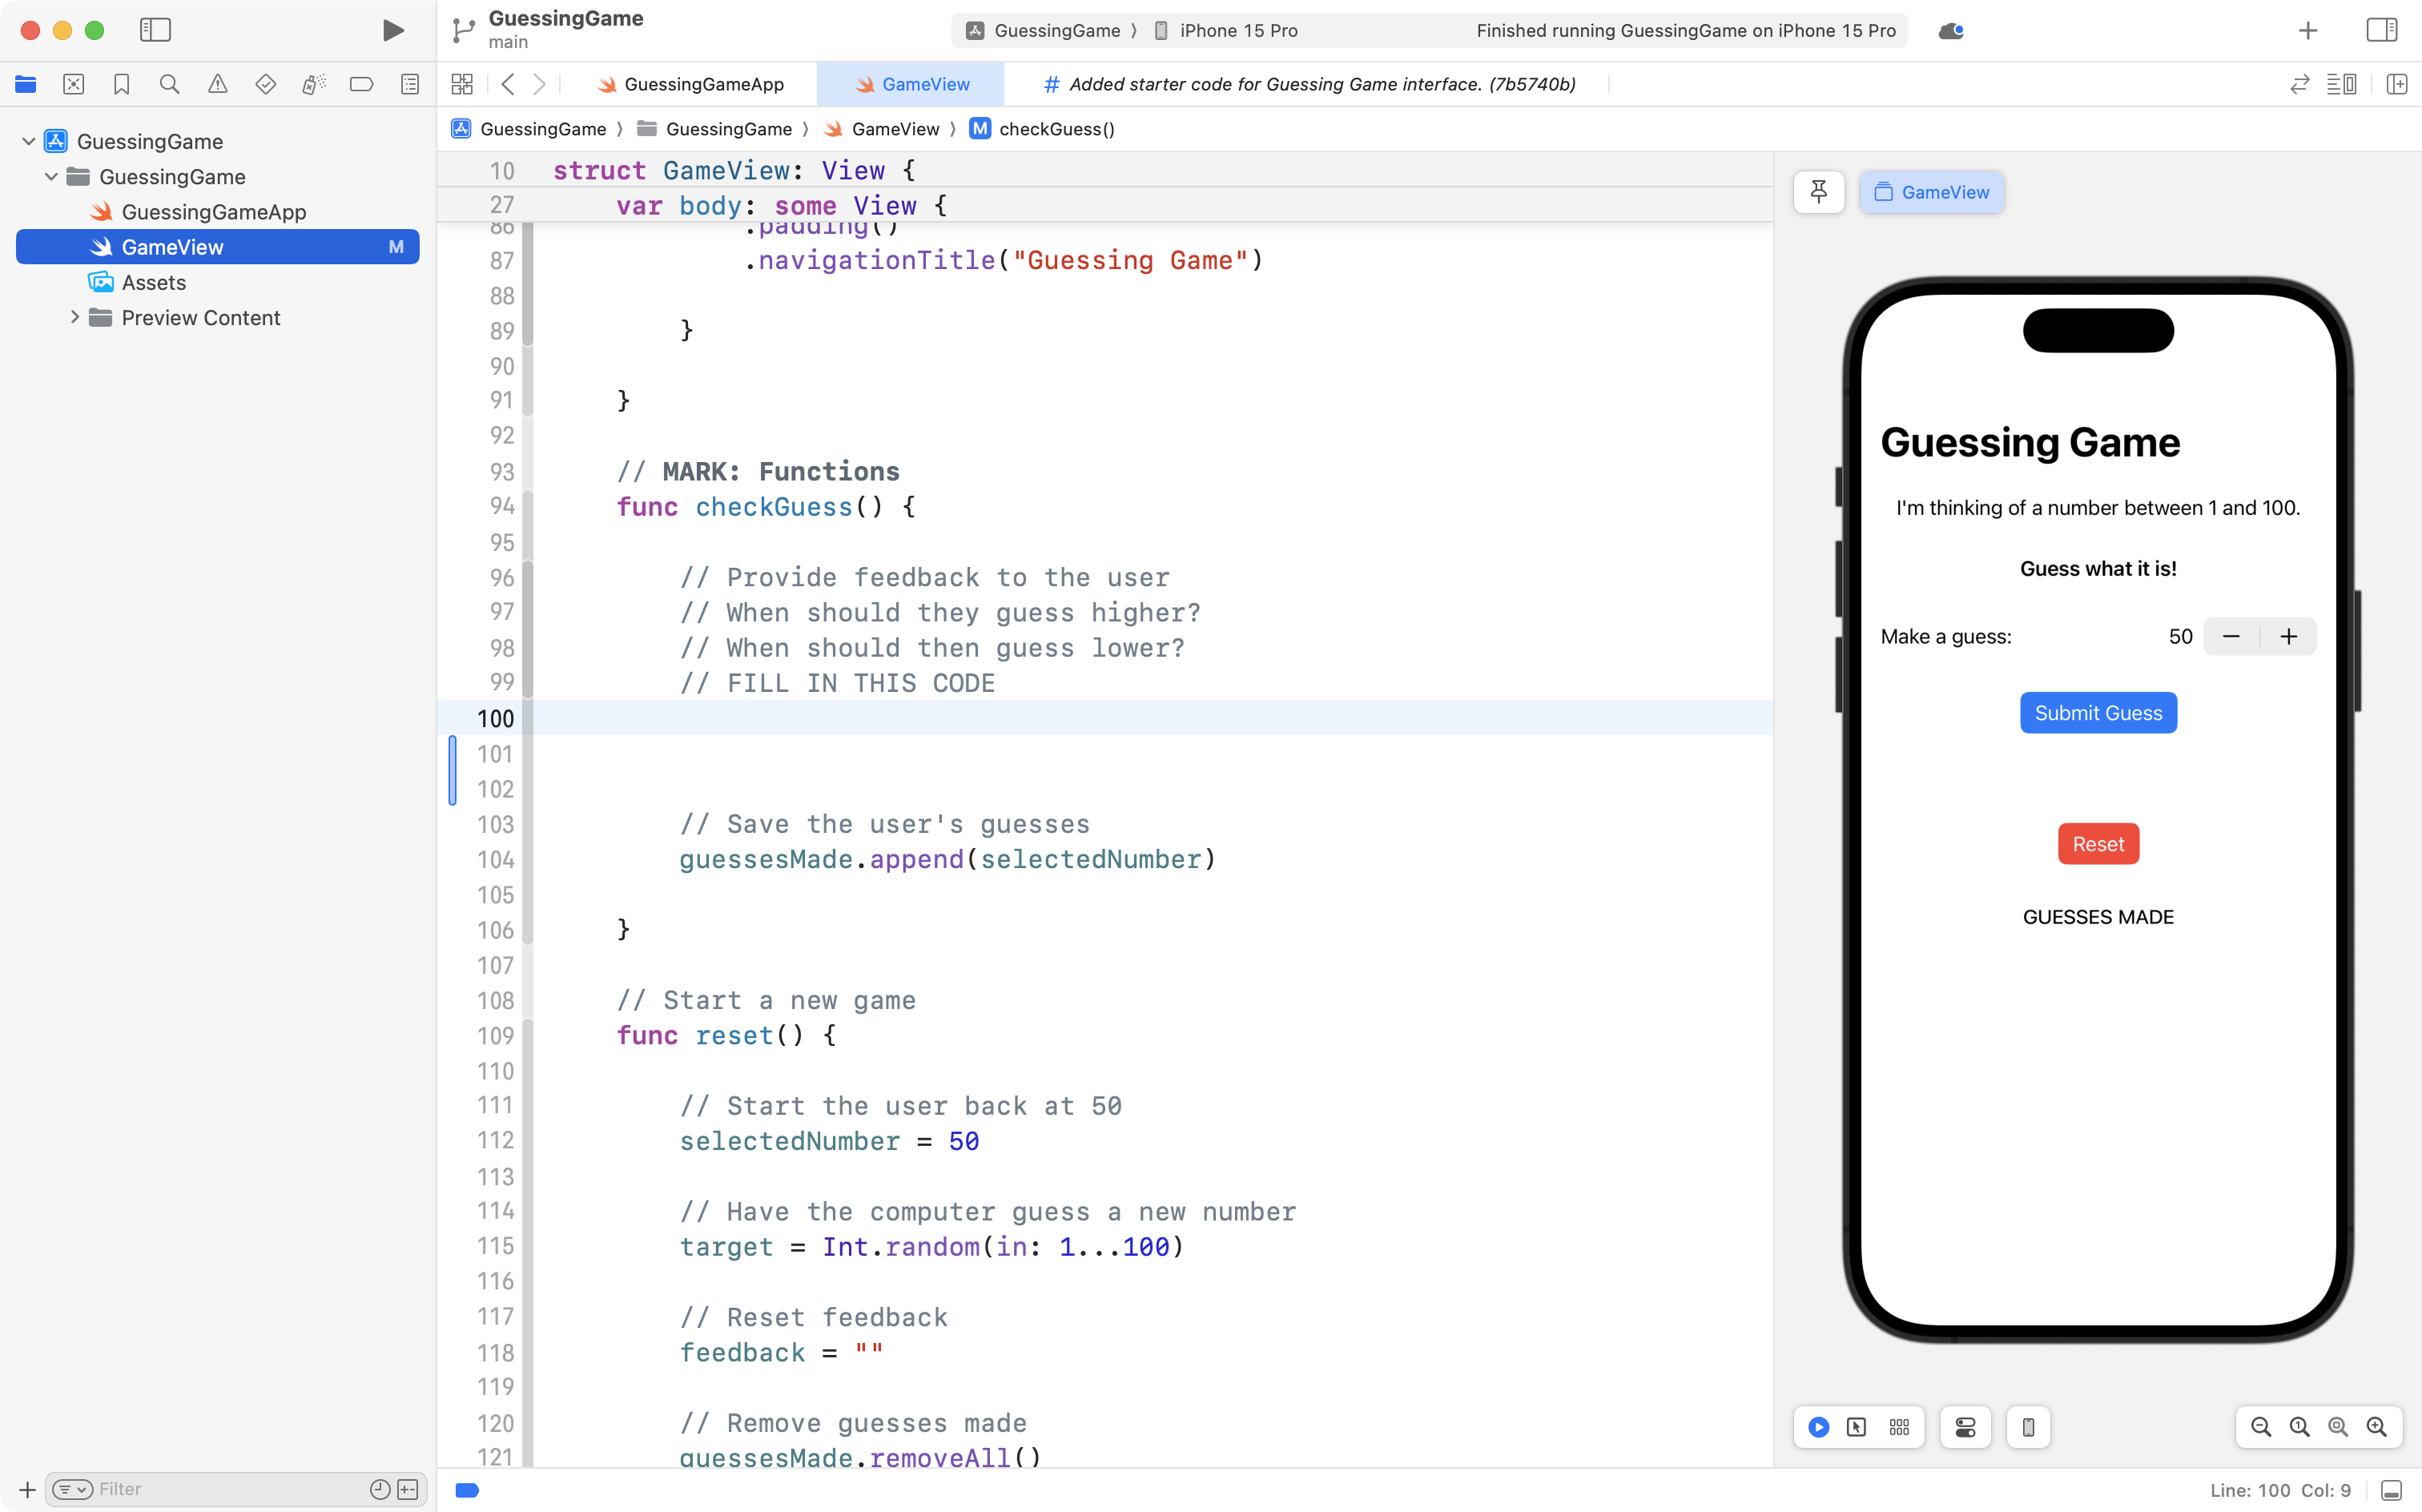 GuessingGame
main
GuessingGame
iPhone 15 Pro
Finished running GuessingGame on iPhone 15 Pro
GuessingGameApp
GameView
# Added starter code for Guessing Game interface. (7b5740b)
GuessingGame
GuessingGame
GameView
M checkGuess()
GuessingGame
GuessingGame
GuessingGameApp
GameView M
Assets
Preview Content
Filter
10 struct GameView: View {
27 var body: some View {
86 .padding()
87 .navigationTitle("Guessing Game")
88
89 }
90
91 }
92
93 // MARK: Functions
94 func checkGuess() {
95
96 // Provide feedback to the user
97 // When should they guess higher?
98 // When should then guess lower?
99 // FILL IN THIS CODE
100
101
102
103 // Save the user's guesses
104 guessesMade.append(selectedNumber)
105
106 }
107
108 // Start a new game
109 func reset() {
110
111 // Start the user back at 50
112 selectedNumber = 50
113
114 // Have the computer guess a new number
115 target = Int.random(in: 1...100)
116
117 // Reset feedback
118 feedback = ""
119
120 // Remove guesses made
121 guessesMade.removeAll()
GameView
Guessing Game
I'm thinking of a number between 1 and 100.
Guess what it is!
Make a guess: 50 − +
Submit Guess
Reset
GUESSES MADE
Line: 100 Col: 9